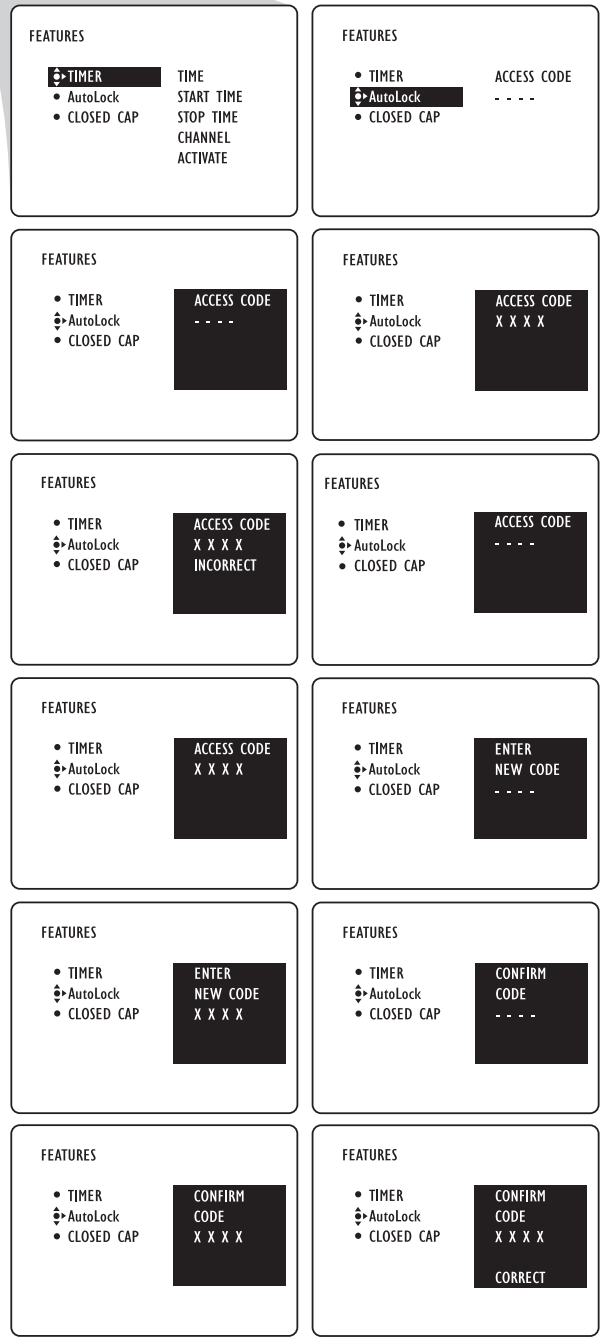 FEATURES
TIMER TIME
AutoLock START TIME
CLOSED CAP STOP TIME
CHANNEL
ACTIVATE
FEATURES
TIMER ACCESS CODE
AutoLock - - - -
CLOSED CAP
FEATURES
TIMER ACCESS CODE
AutoLock - - - -
CLOSED CAP
FEATURES
TIMER ACCESS CODE
AutoLock X X X X
CLOSED CAP
FEATURES
TIMER ACCESS CODE
AutoLock X X X X
CLOSED CAP INCORRECT
FEATURES
TIMER ACCESS CODE
AutoLock - - - -
CLOSED CAP
FEATURES
TIMER ACCESS CODE
AutoLock X X X X
CLOSED CAP
FEATURES
TIMER ENTER
AutoLock NEW CODE
CLOSED CAP - - - -
FEATURES
TIMER ENTER
AutoLock NEW CODE
CLOSED CAP X X X X
FEATURES
TIMER CONFIRM
AutoLock CODE
CLOSED CAP - - - -
FEATURES
TIMER CONFIRM
AutoLock CODE
CLOSED CAP X X X X
FEATURES
TIMER CONFIRM
AutoLock CODE
CLOSED CAP X X X X
CORRECT